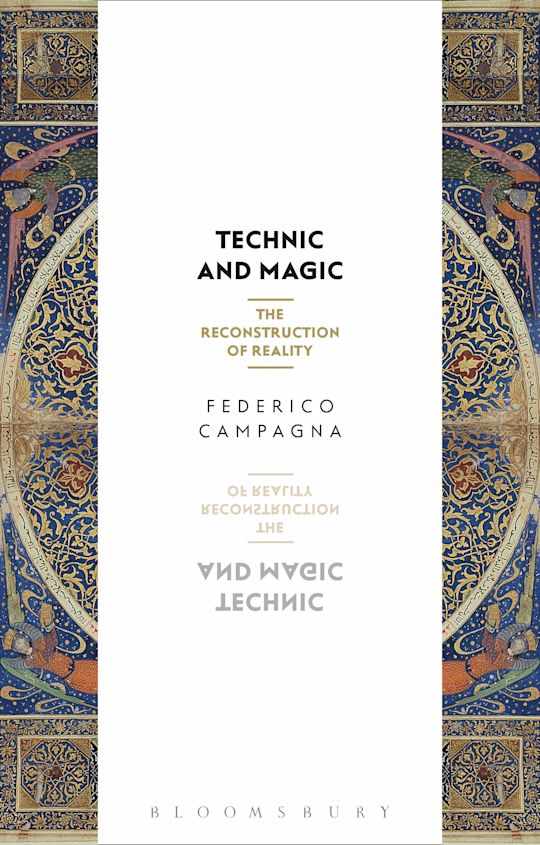 TECHNIC
AND MAGIC
THE
RECONSTRUCTION
OF REALITY
FEDERICO
CAMPAGNA
OF REALITY
RECONSTRUCTION
THE
AND MAGIC
TECHNIC
BLOOMSBURY